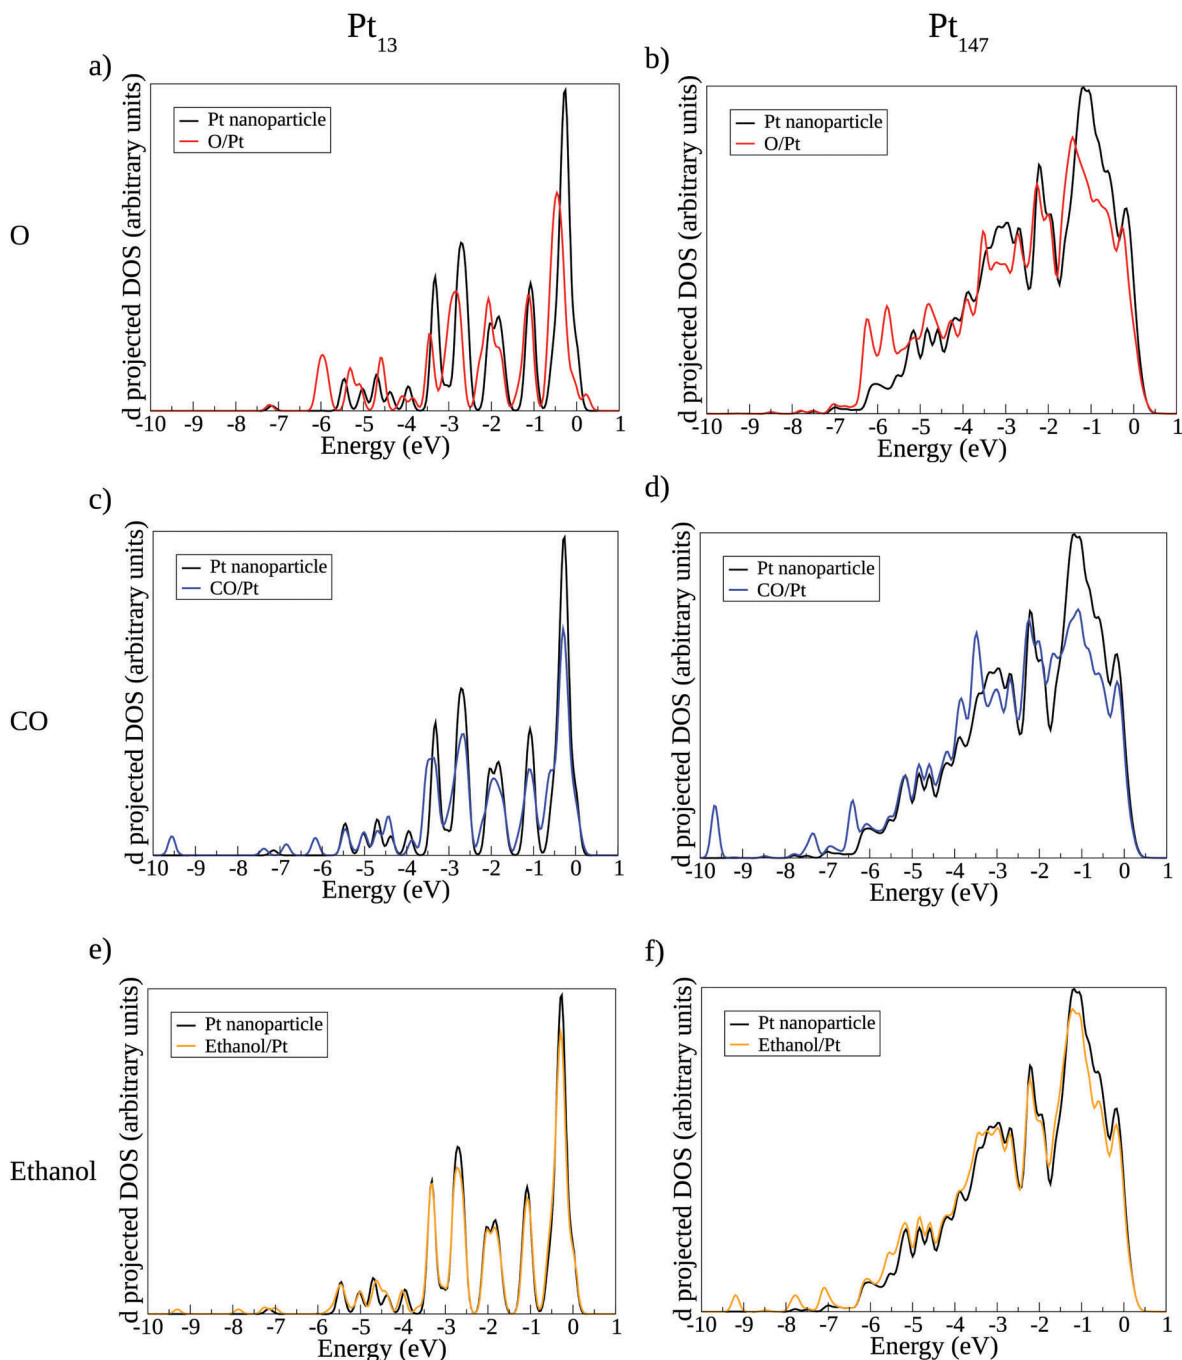 Pt13
Pt147
a)
b)
O
d projected DOS (arbitrary units)
Pt nanoparticle
O/Pt
-10 -9 -8 -7 -6 -5 -4 -3 -2 -1 0 1
Energy (eV)
d projected DOS (arbitrary units)
Pt nanoparticle
O/Pt
-10 -9 -8 -7 -6 -5 -4 -3 -2 -1 0 1
Energy (eV)
c)
d)
CO
d projected DOS (arbitrary units)
Pt nanoparticle
CO/Pt
-10 -9 -8 -7 -6 -5 -4 -3 -2 -1 0 1
Energy (eV)
d projected DOS (arbitrary units)
Pt nanoparticle
CO/Pt
-10 -9 -8 -7 -6 -5 -4 -3 -2 -1 0 1
Energy (eV)
e)
f)
Ethanol
d projected DOS (arbitrary units)
Pt nanoparticle
Ethanol/Pt
-10 -9 -8 -7 -6 -5 -4 -3 -2 -1 0 1
Energy (eV)
d projected DOS (arbitrary units)
Pt nanoparticle
Ethanol/Pt
-10 -9 -8 -7 -6 -5 -4 -3 -2 -1 0 1
Energy (eV)